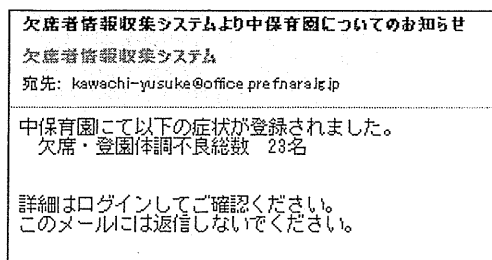 欠席者情報収集システムより中保育園についてのお知らせ
欠席者情報収集システム
宛先: kawachi-yusuke@office.pref.nara.lg.jp
中保育園にて以下の症状が登録されました。
欠席・登園体調不良総数 23名
詳細はログインしてご確認ください。
このメールには返信しないでください。